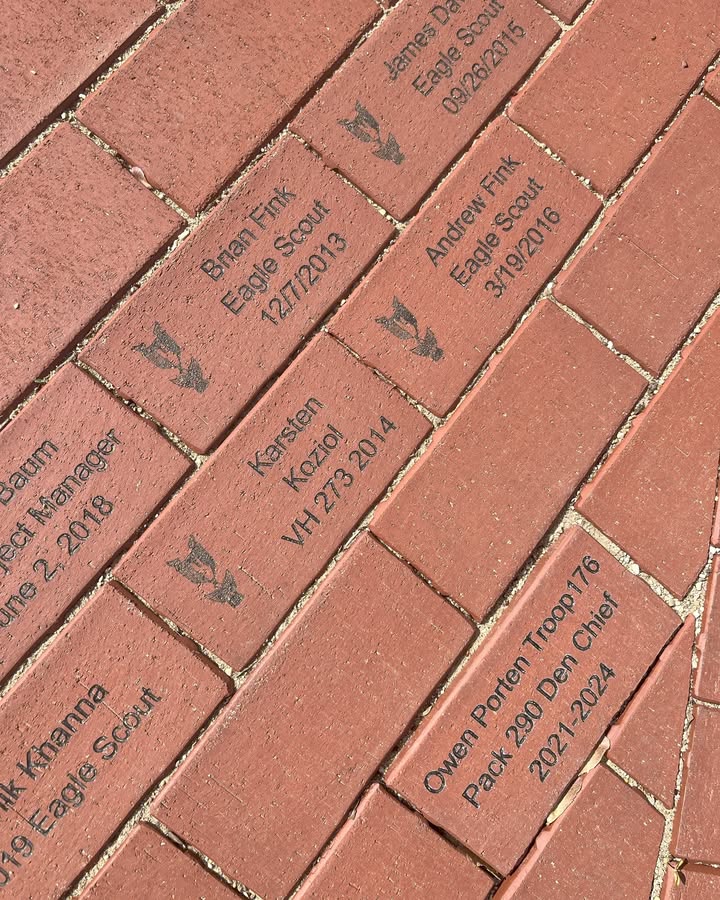 James
Eagle Scout
09/26/2015
Brian Fink
Eagle Scout
12/7/2013
Andrew Fink
Eagle Scout
3/19/2016
Karsten
Koziol
VH 273 2014
Baum
ject Manager
une 2, 2018
Khanna
019 Eagle Scout
Owen Porten Troop176
Pack 290 Den Chief
2021-2024